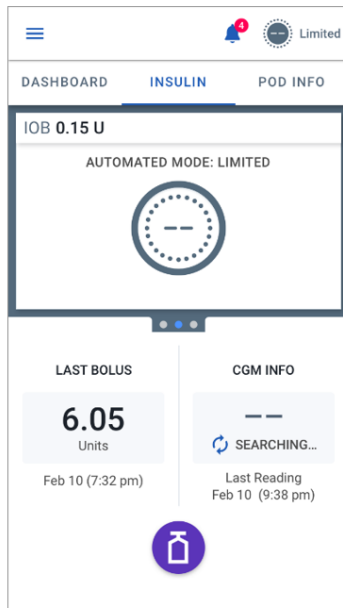 4
Limited
DASHBOARD INSULIN POD INFO
IOB 0.15 U
AUTOMATED MODE: LIMITED
LAST BOLUS
6.05
Units
Feb 10 (7:32 pm)
CGM INFO
SEARCHING...
Last Reading
Feb 10 (9:38 pm)